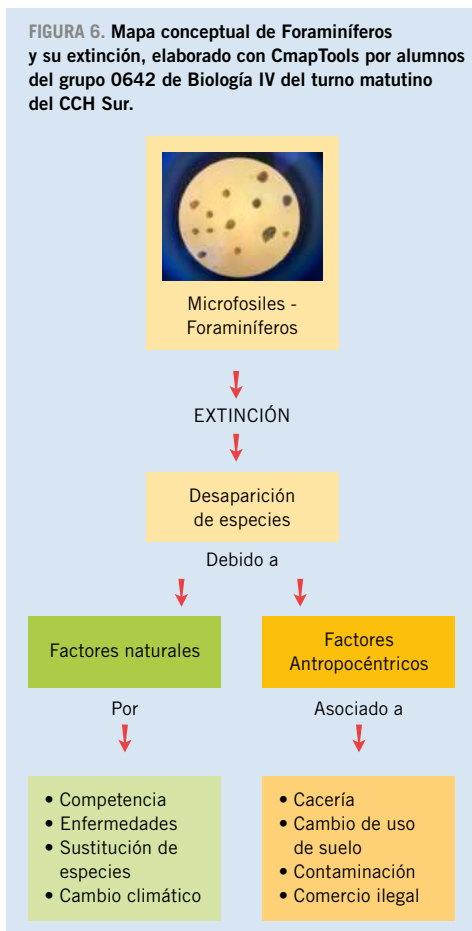 FIGURA 6. Mapa conceptual de Foraminíferos
y su extinción, elaborado con CmapTools por alumnos
del grupo 0642 de Biología IV del turno matutino
del CCH Sur.
Microfosiles -
Foraminíferos
EXTINCIÓN
Desaparición
de especies
Debido a
Factores naturales
Factores
Antropocéntricos
Por
Asociado a
• Competencia
• Enfermedades
• Sustitución de
especies
• Cambio climático
• Cacería
• Cambio de uso
de suelo
• Contaminación
• Comercio ilegal